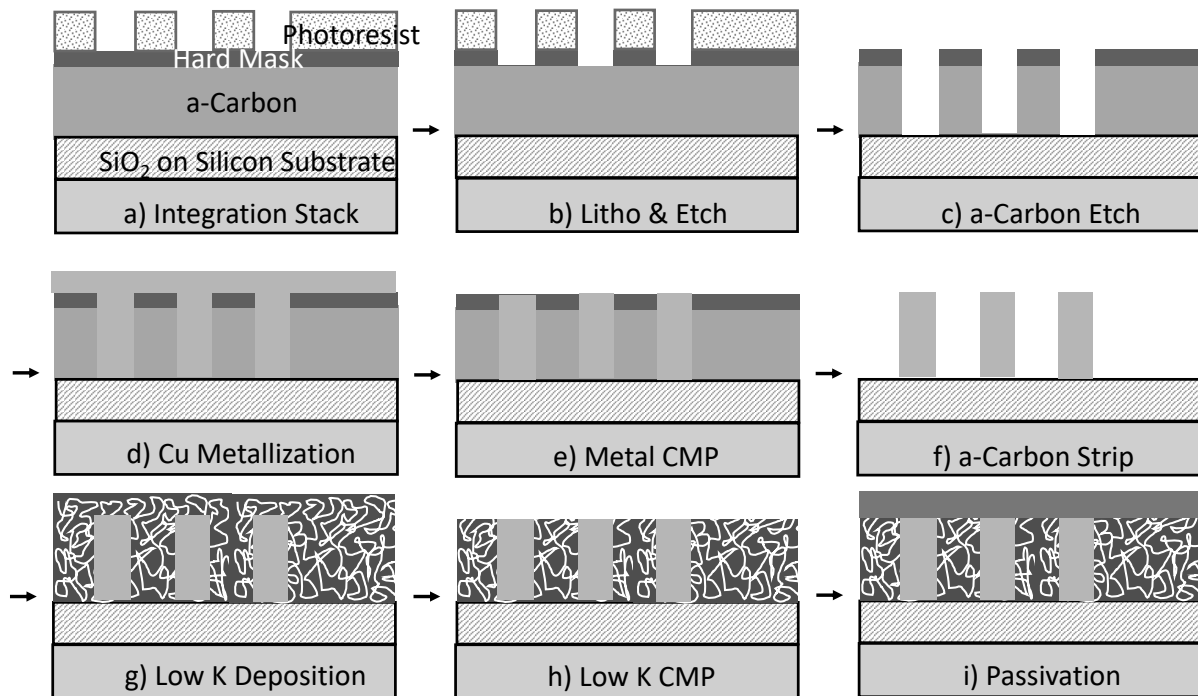 Photoresist
Hard Mask
a-Carbon
SiO₂ on Silicon Substrate
a) Integration Stack
b) Litho & Etch
c) a-Carbon Etch
d) Cu Metallization
e) Metal CMP
f) a-Carbon Strip
g) Low K Deposition
h) Low K CMP
i) Passivation